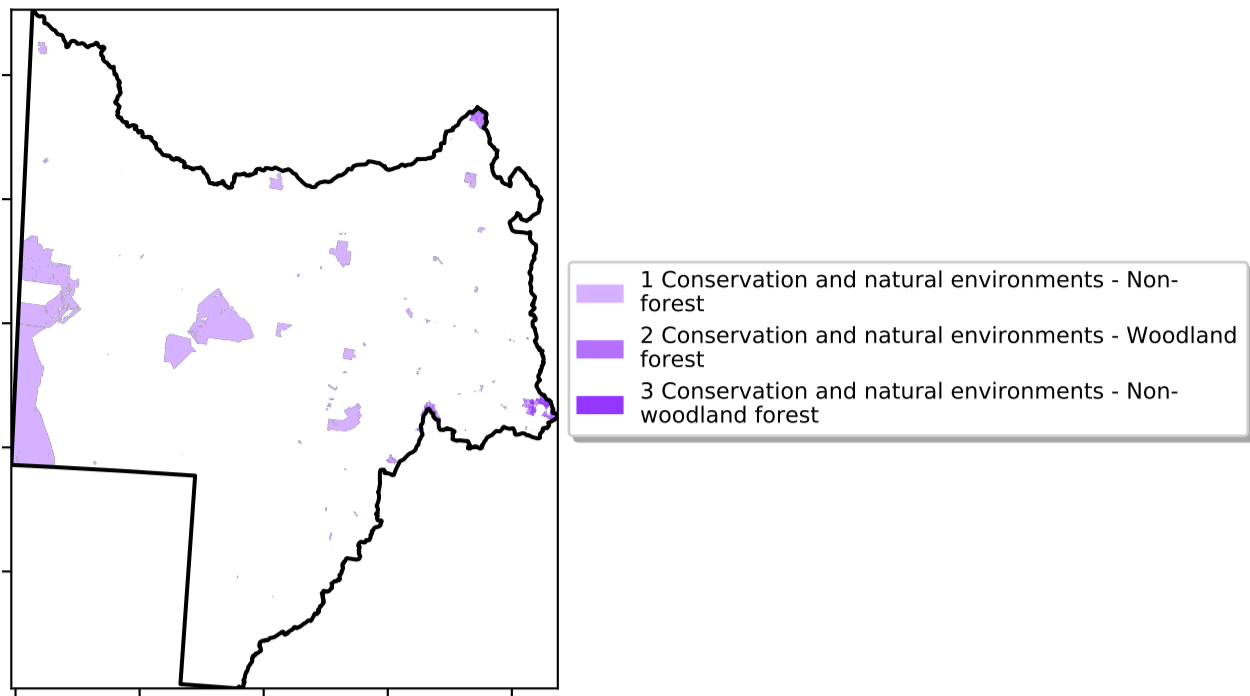 1 Conservation and natural environments - Non-
forest
2 Conservation and natural environments - Woodland
forest
3 Conservation and natural environments - Non-
woodland forest